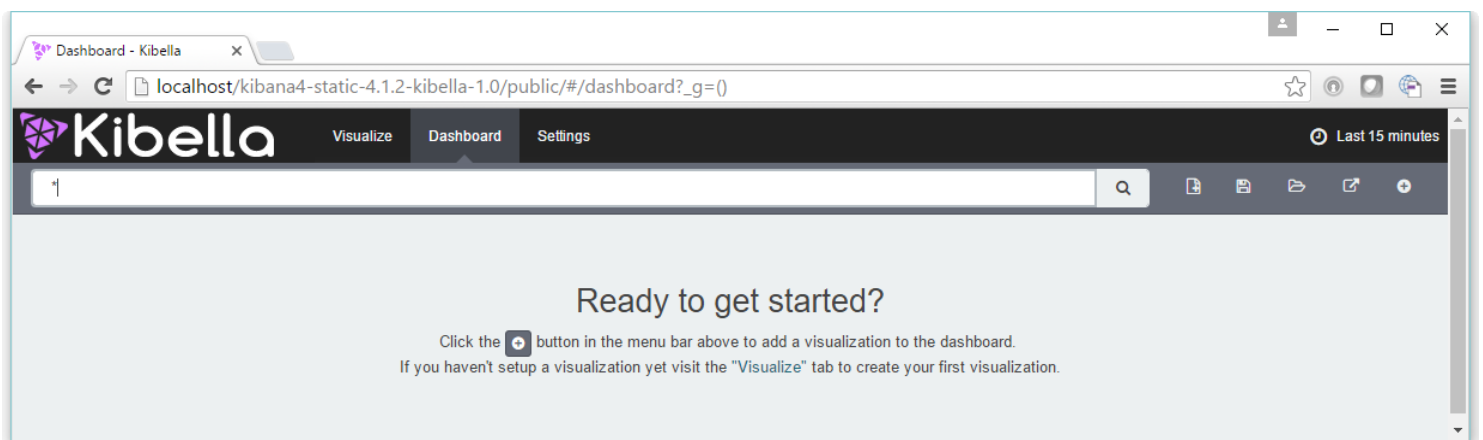 Dashboard - Kibella
localhost/kibana4-static-4.1.2-kibella-1.0/public/#/dashboard?_g=()
Kibella Visualize Dashboard Settings Last 15 minutes
*
Ready to get started?
Click the button in the menu bar above to add a visualization to the dashboard.
If you haven't setup a visualization yet visit the "Visualize" tab to create your first visualization.